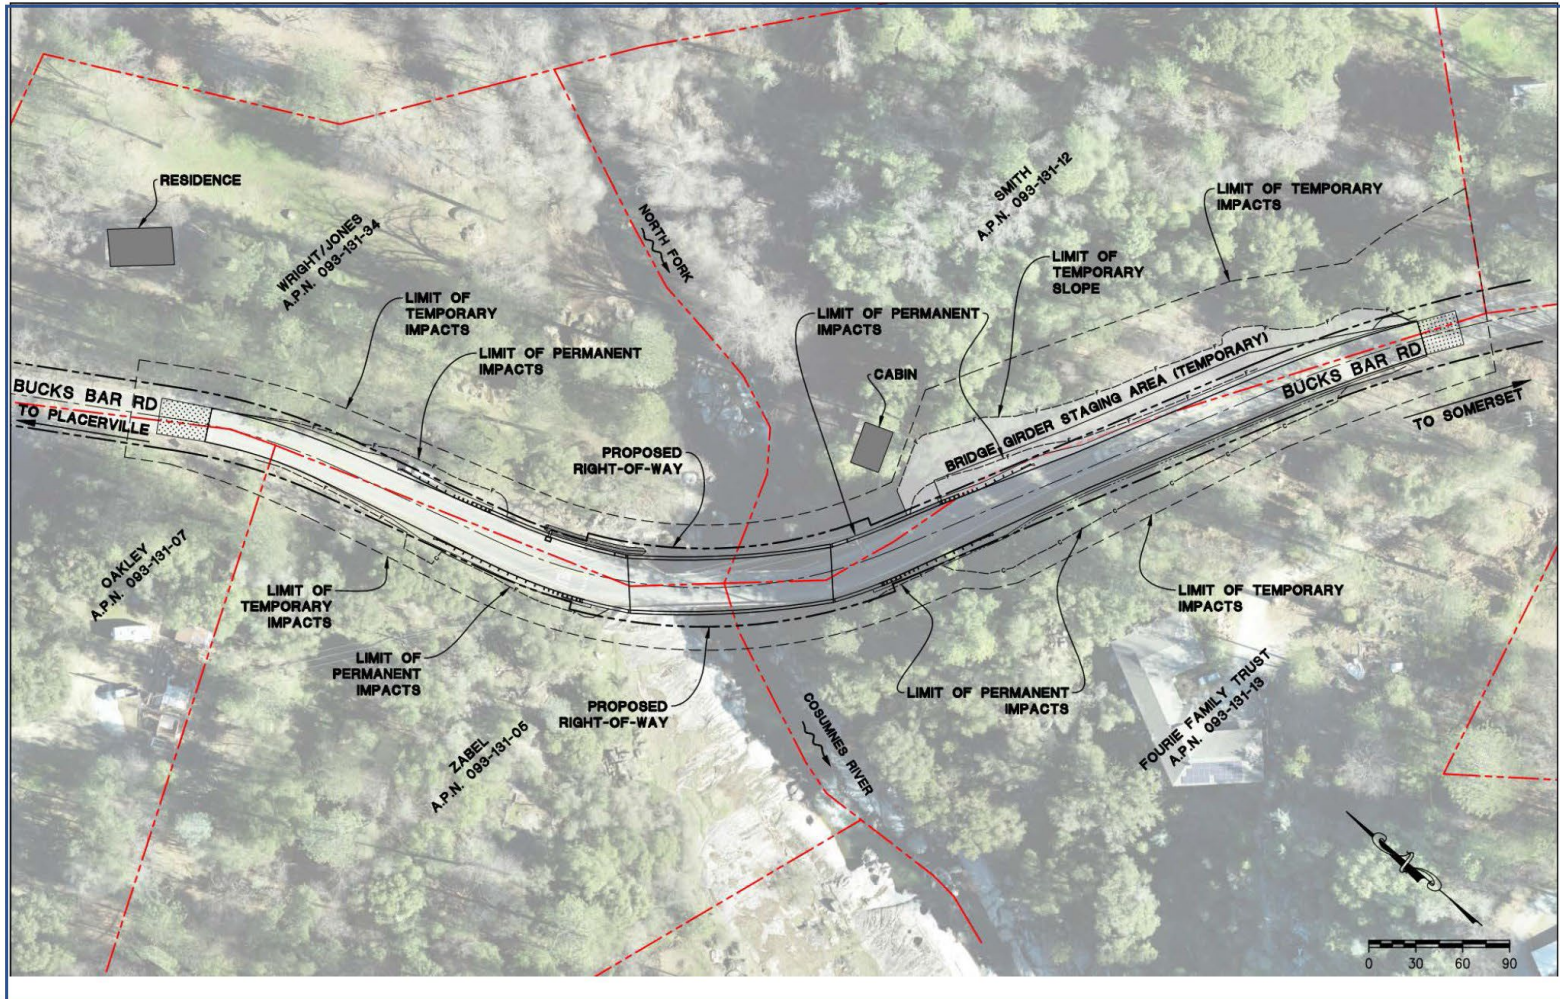 RESIDENCE
WRIGHT/JONES
A.P.N. 093-131-34
LIMIT OF
TEMPORARY
IMPACTS
LIMIT OF PERMANENT
IMPACTS
NORTH FORK
SMITH
A.P.N. 093-131-12
LIMIT OF TEMPORARY
IMPACTS
LIMIT OF
TEMPORARY
SLOPE
LIMIT OF PERMANENT
IMPACTS
CABIN
BRIDGE GIRDER STAGING AREA (TEMPORARY)
BUCKS BAR RD
TO SOMERSET
BUCKS BAR RD
TO PLACERVILLE
PROPOSED
RIGHT-OF-WAY
OAKLEY
A.P.N. 093-131-07
LIMIT OF
TEMPORARY
IMPACTS
LIMIT OF
PERMANENT
IMPACTS
PROPOSED
RIGHT-OF-WAY
ZABEL
A.P.N. 093-131-05
COSUMNES RIVER
LIMIT OF PERMANENT
IMPACTS
LIMIT OF TEMPORARY
IMPACTS
FOURIE FAMILY TRUST
A.P.N. 093-131-13
0 30 60 90